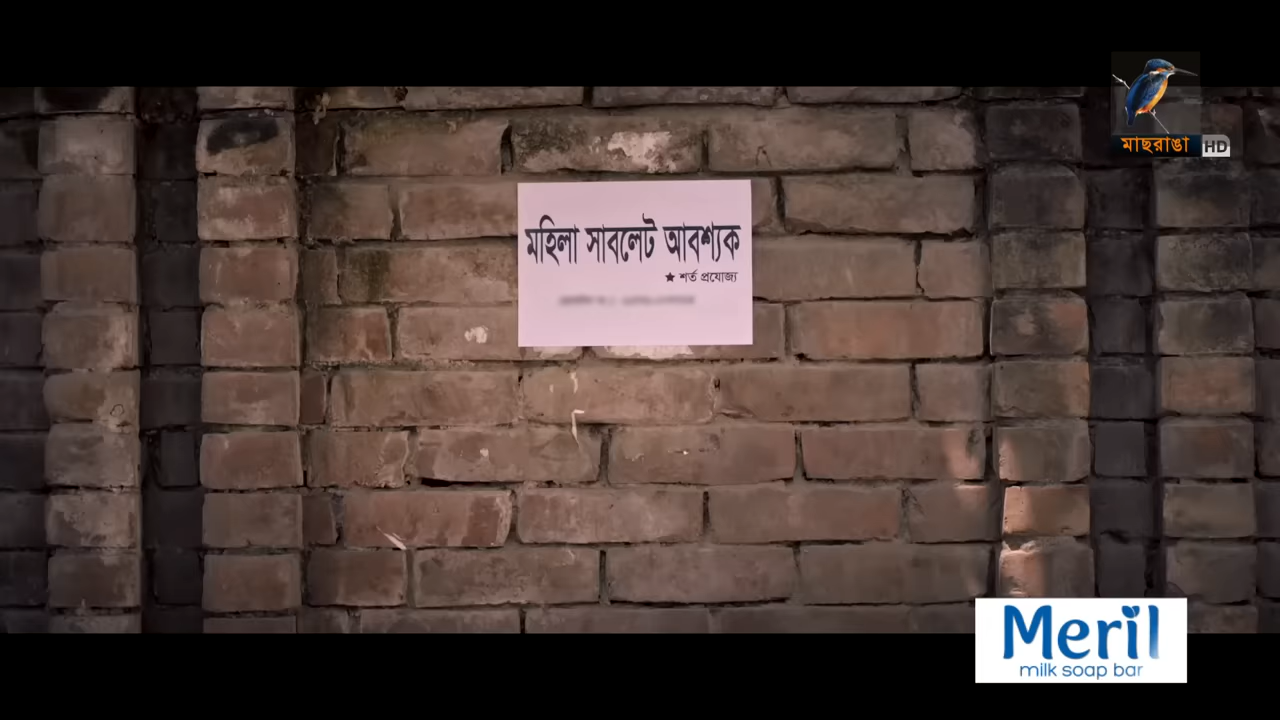 মাছরাঙা HD
মহিলা সাবলেট আবশ্যক
★ শর্ত প্রযোজ্য
Meril
milk soap bar